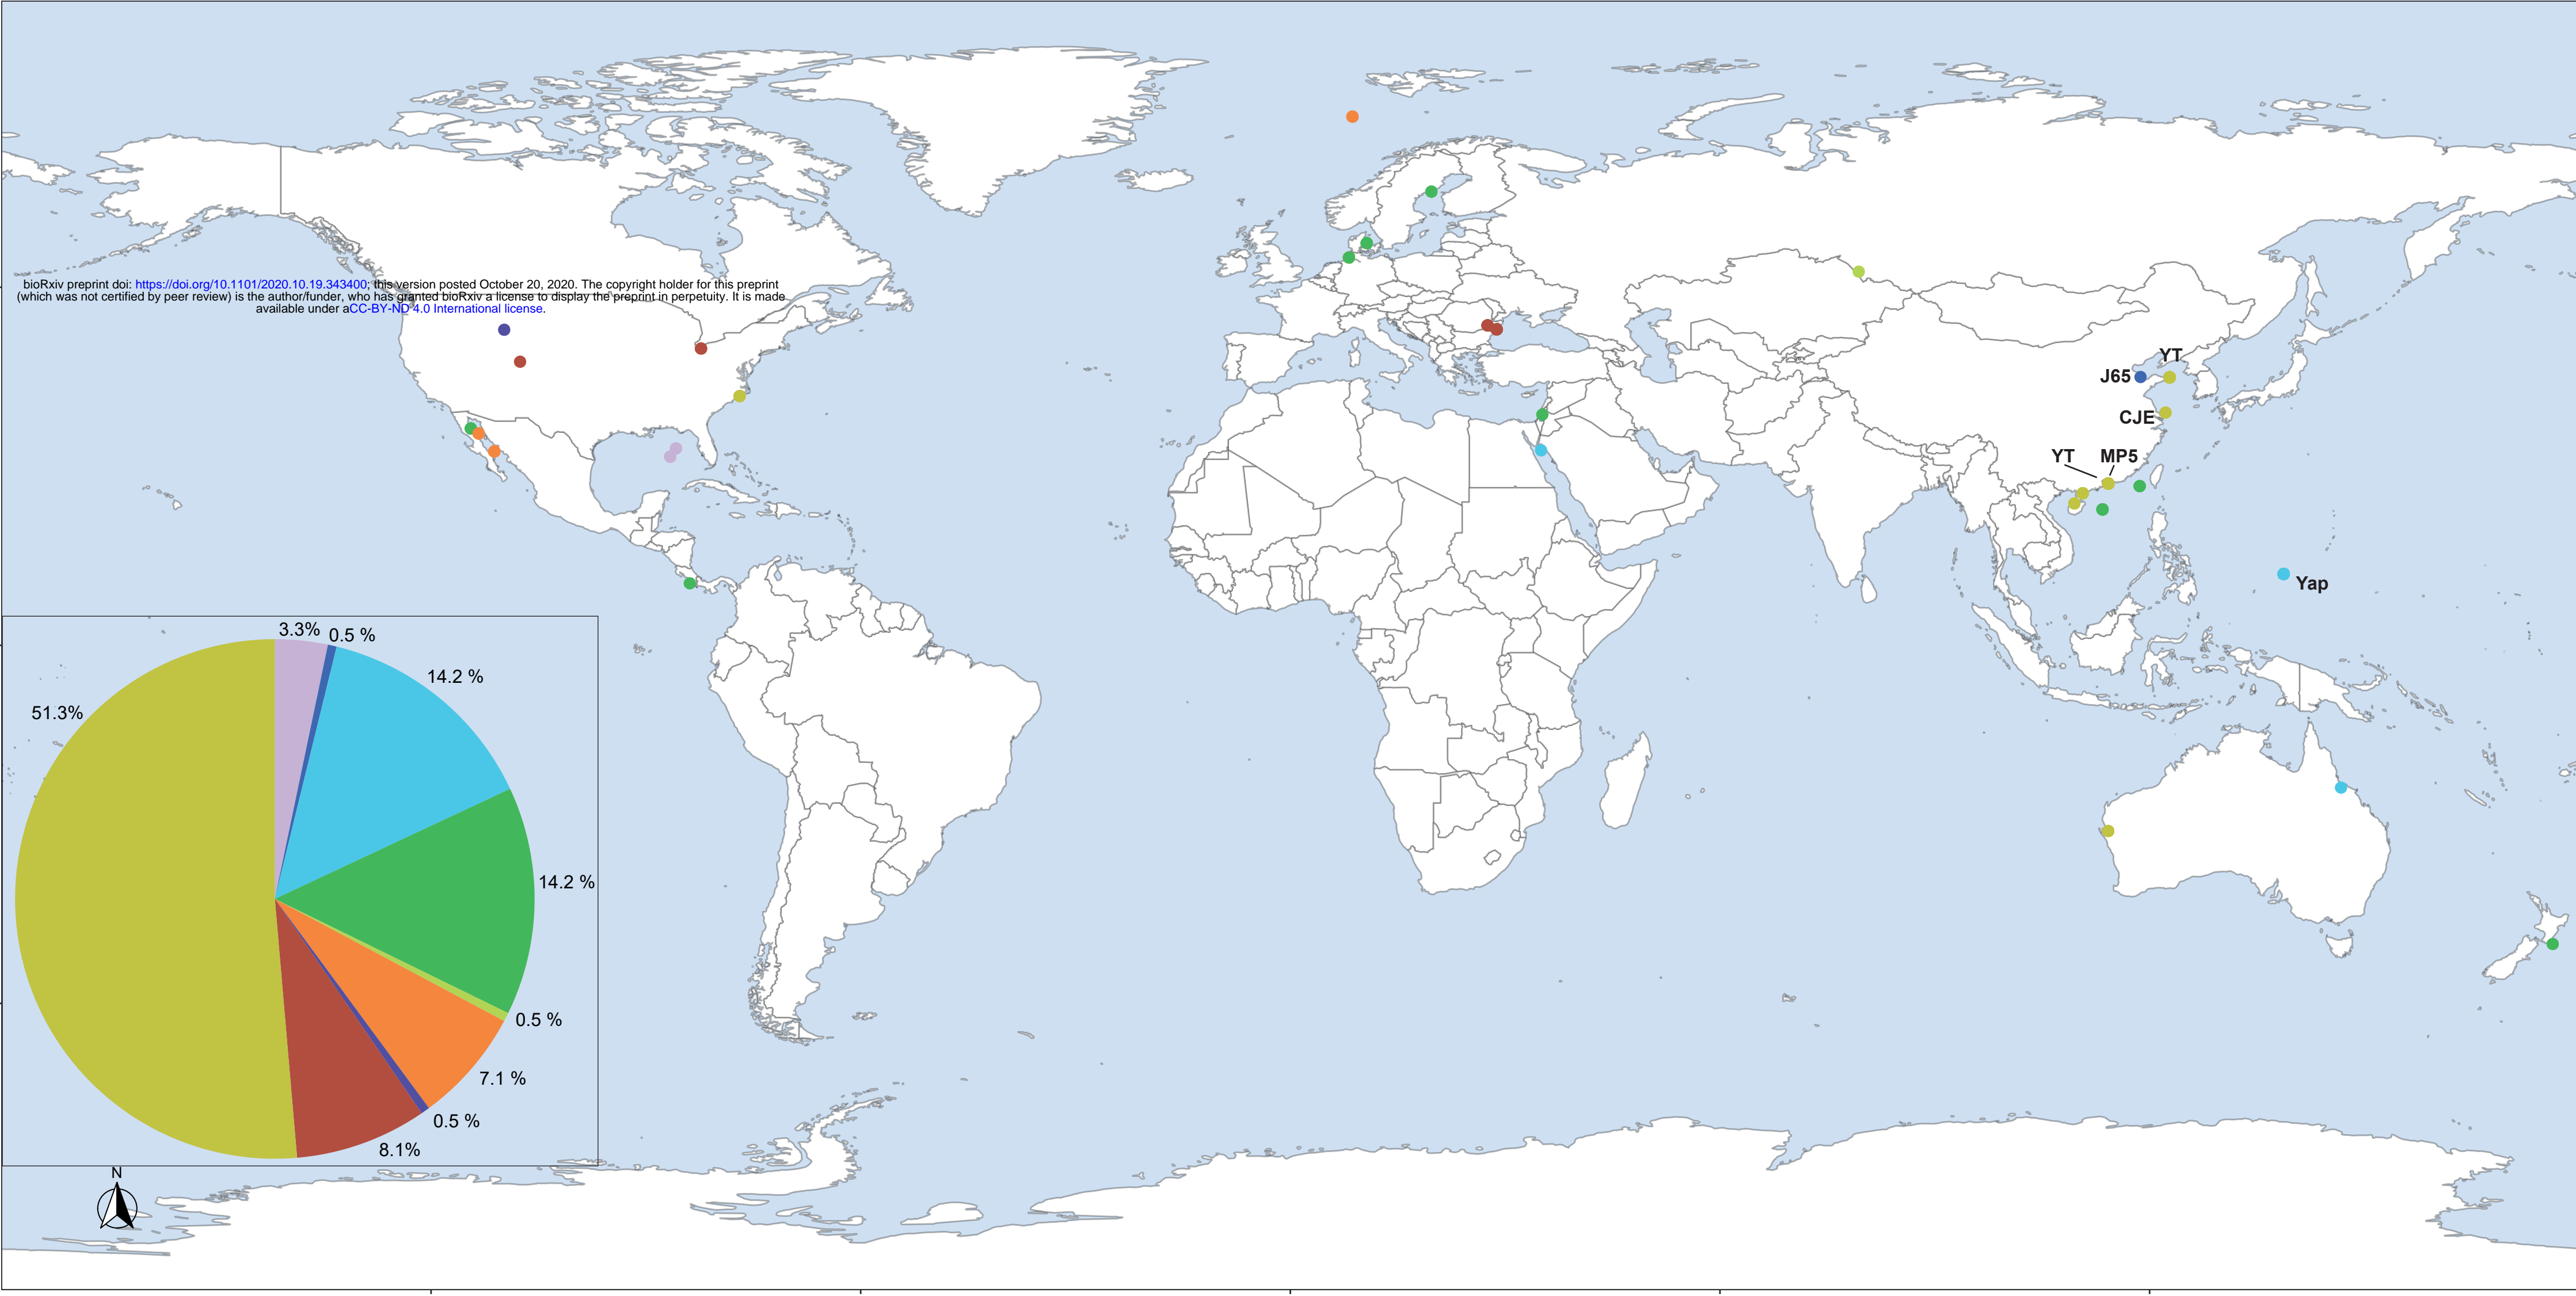 bioRxiv preprint doi: https://doi.org/10.1101/2020.10.19.343400; this version posted October 20, 2020. The copyright holder for this preprint
(which was not certified by peer review) is the author/funder, who has granted bioRxiv a license to display the preprint in perpetuity. It is made
available under aCC-BY-ND 4.0 International license.
YT
J65
CJE
YT
MP5
Yap
3.3%
0.5 %
14.2 %
51.3%
14.2 %
0.5 %
7.1 %
0.5 %
8.1%
N